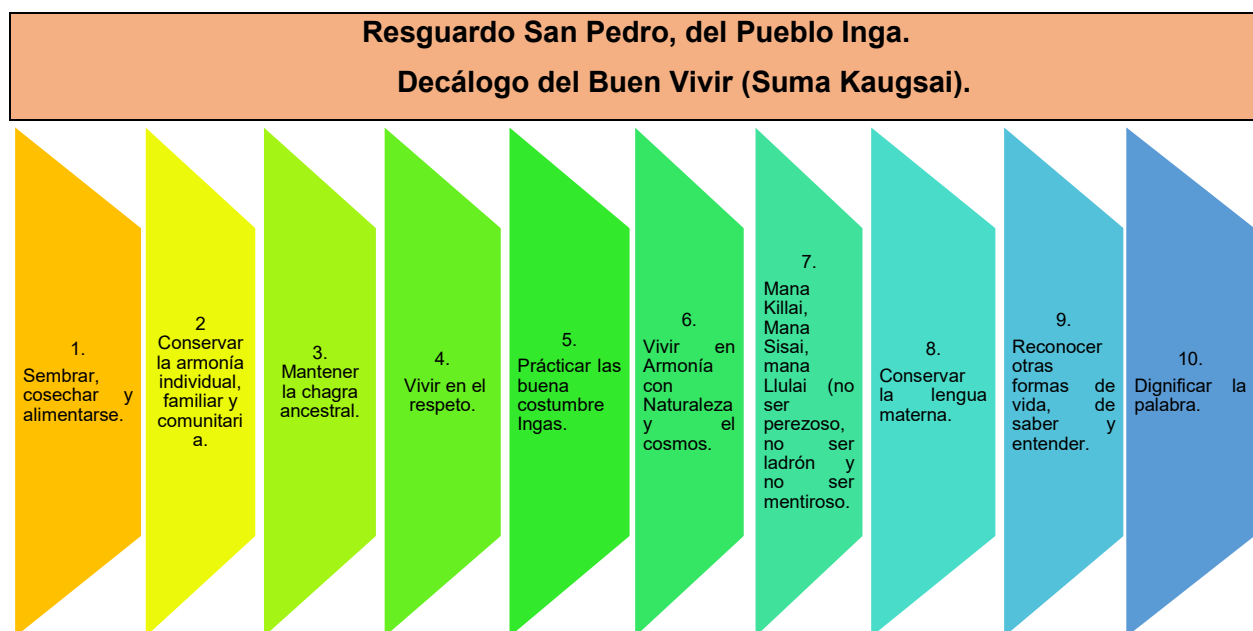 Resguardo San Pedro, del Pueblo Inga.
Decálogo del Buen Vivir (Suma Kaugsai).
1.
Sembrar,
cosechar y
alimentarse.
2
Conservar
la armonía
individual,
familiar y
comunitari
a.
3.
Mantener
la chagra
ancestral.
4.
Vivir en el
respeto.
5.
Prácticar las
buena
costumbre
Ingas.
6.
Vivir en
Armonía
con
Naturaleza
y el
cosmos.
7.
Mana
Killai,
Mana
Sisai,
mana
Llulai (no
ser
perezoso,
no ser
ladrón y
no ser
mentiroso.
8.
Conservar
la lengua
materna.
9.
Reconocer
otras
formas de
vida, de
saber y
entender.
10.
Dignificar la
palabra.